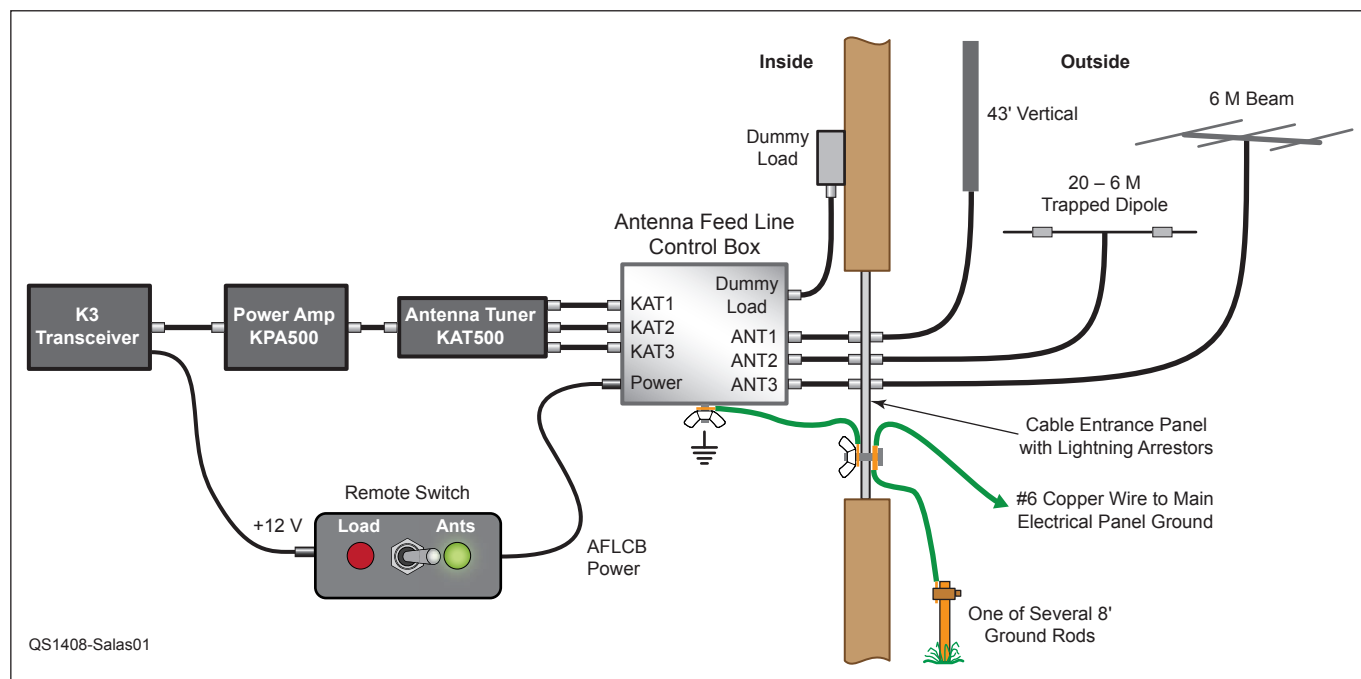 Inside
Outside
6 M Beam
43' Vertical
Dummy
Load
20 – 6 M
Trapped Dipole
Antenna Feed Line
Control Box
K3
Transceiver
Power Amp
KPA500
Antenna Tuner
KAT500
KAT1
KAT2
KAT3
Power
Dummy
Load
ANT1
ANT2
ANT3
Cable Entrance Panel
with Lightning Arrestors
#6 Copper Wire to Main
Electrical Panel Ground
Remote Switch
+12 V
Load
Ants
AFLCB
Power
One of Several 8'
Ground Rods
QS1408-Salas01